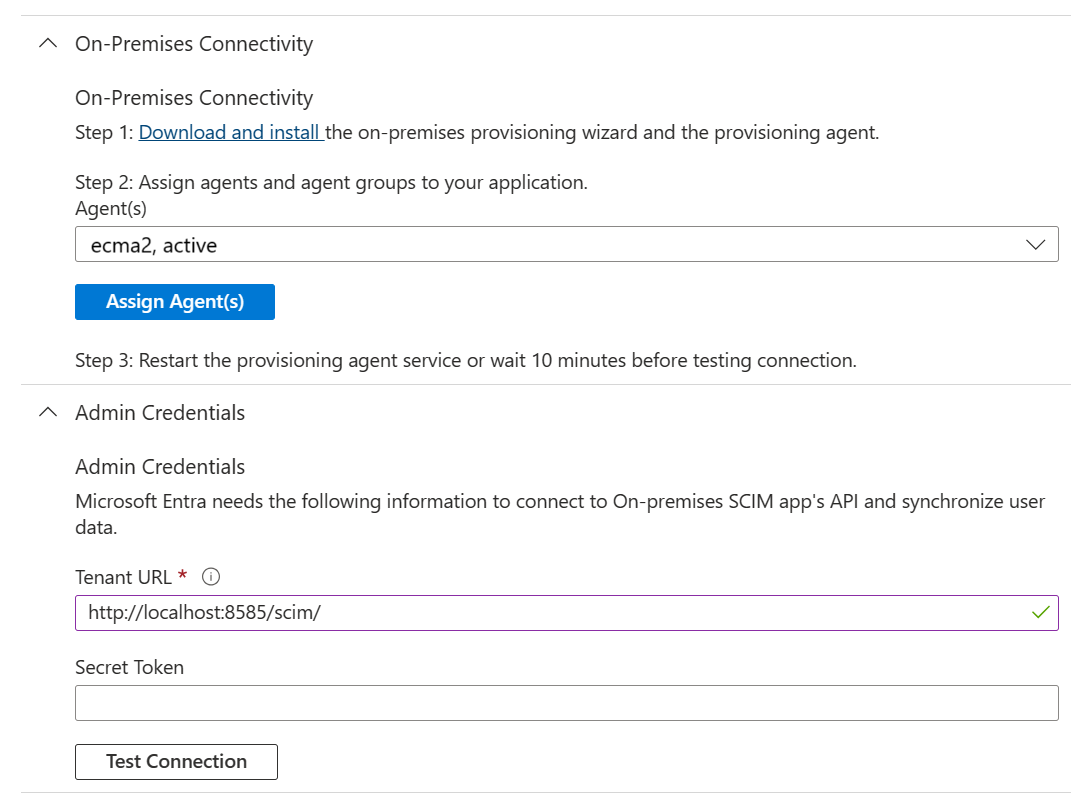 On-Premises Connectivity
On-Premises Connectivity
Step 1: Download and install the on-premises provisioning wizard and the provisioning agent.
Step 2: Assign agents and agent groups to your application.
Agent(s)
ecma2, active
Assign Agent(s)
Step 3: Restart the provisioning agent service or wait 10 minutes before testing connection.
Admin Credentials
Admin Credentials
Microsoft Entra needs the following information to connect to On-premises SCIM app's API and synchronize user
data.
Tenant URL *
http://localhost:8585/scim/
Secret Token
Test Connection